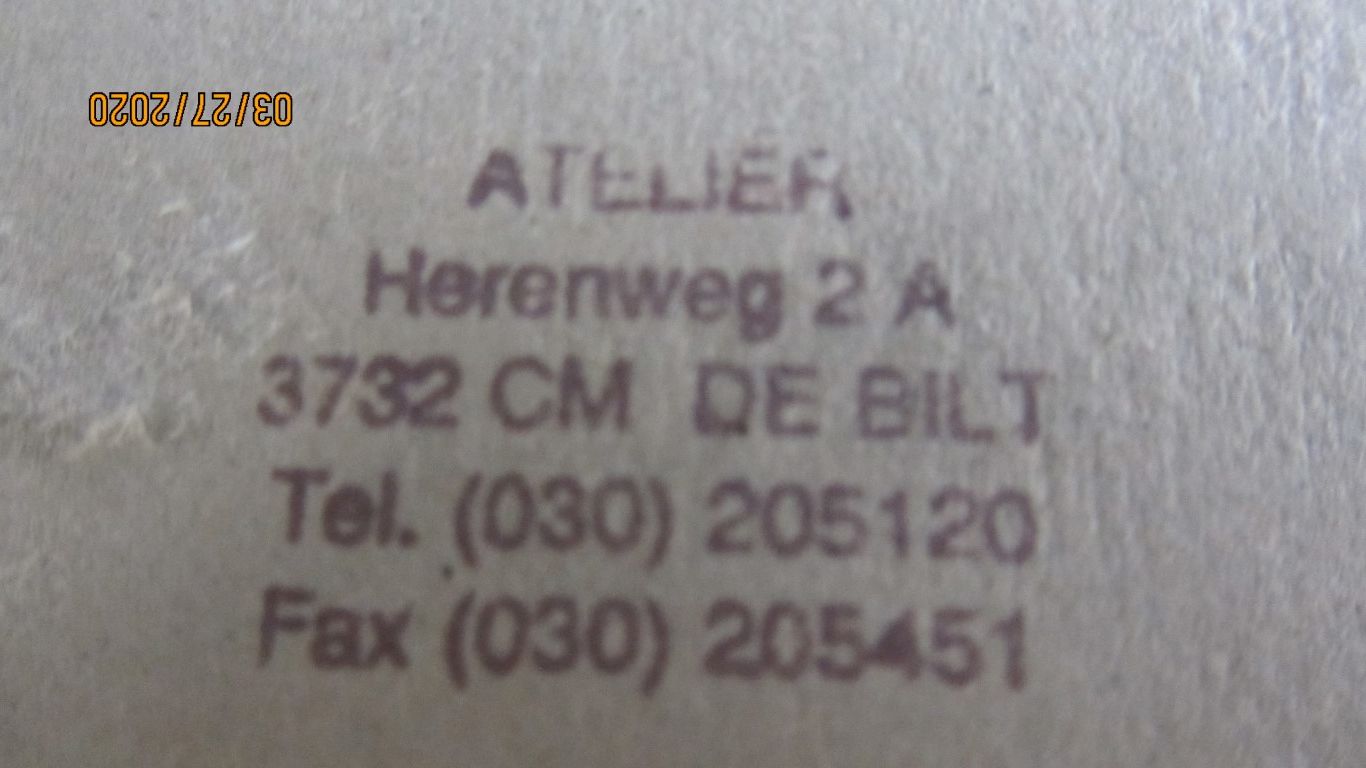 03/27/2020
ATELIER
Herenweg 2 A
3732 CM DE BILT
Tel. (030) 205120
Fax (030) 205451